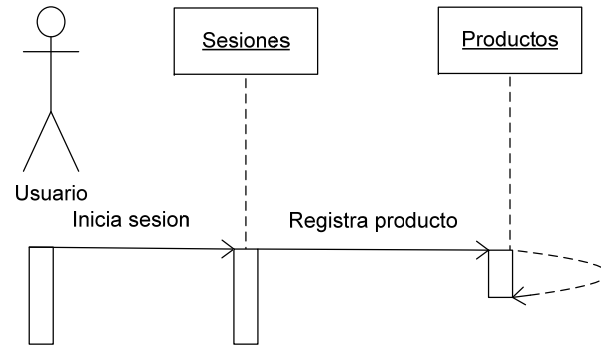 Sesiones
Productos
Usuario
Inicia sesion
Registra producto